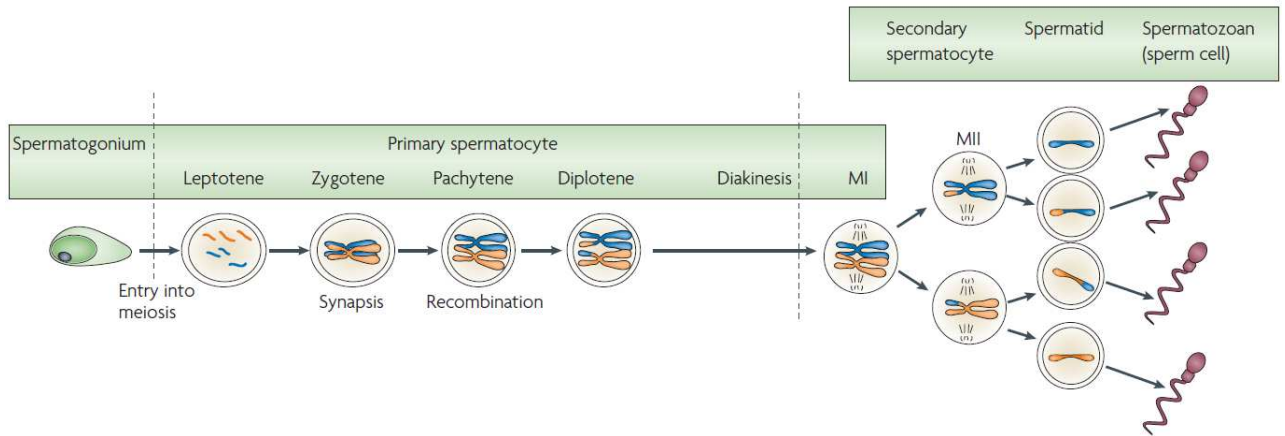 Secondary spermatocyte
Spermatid
Spermatozoan (sperm cell)
Spermatogonium
Primary spermatocyte
Leptotene
Zygotene
Pachytene
Diplotene
Diakinesis
MI
MII
Entry into
meiosis
Synapsis
Recombination